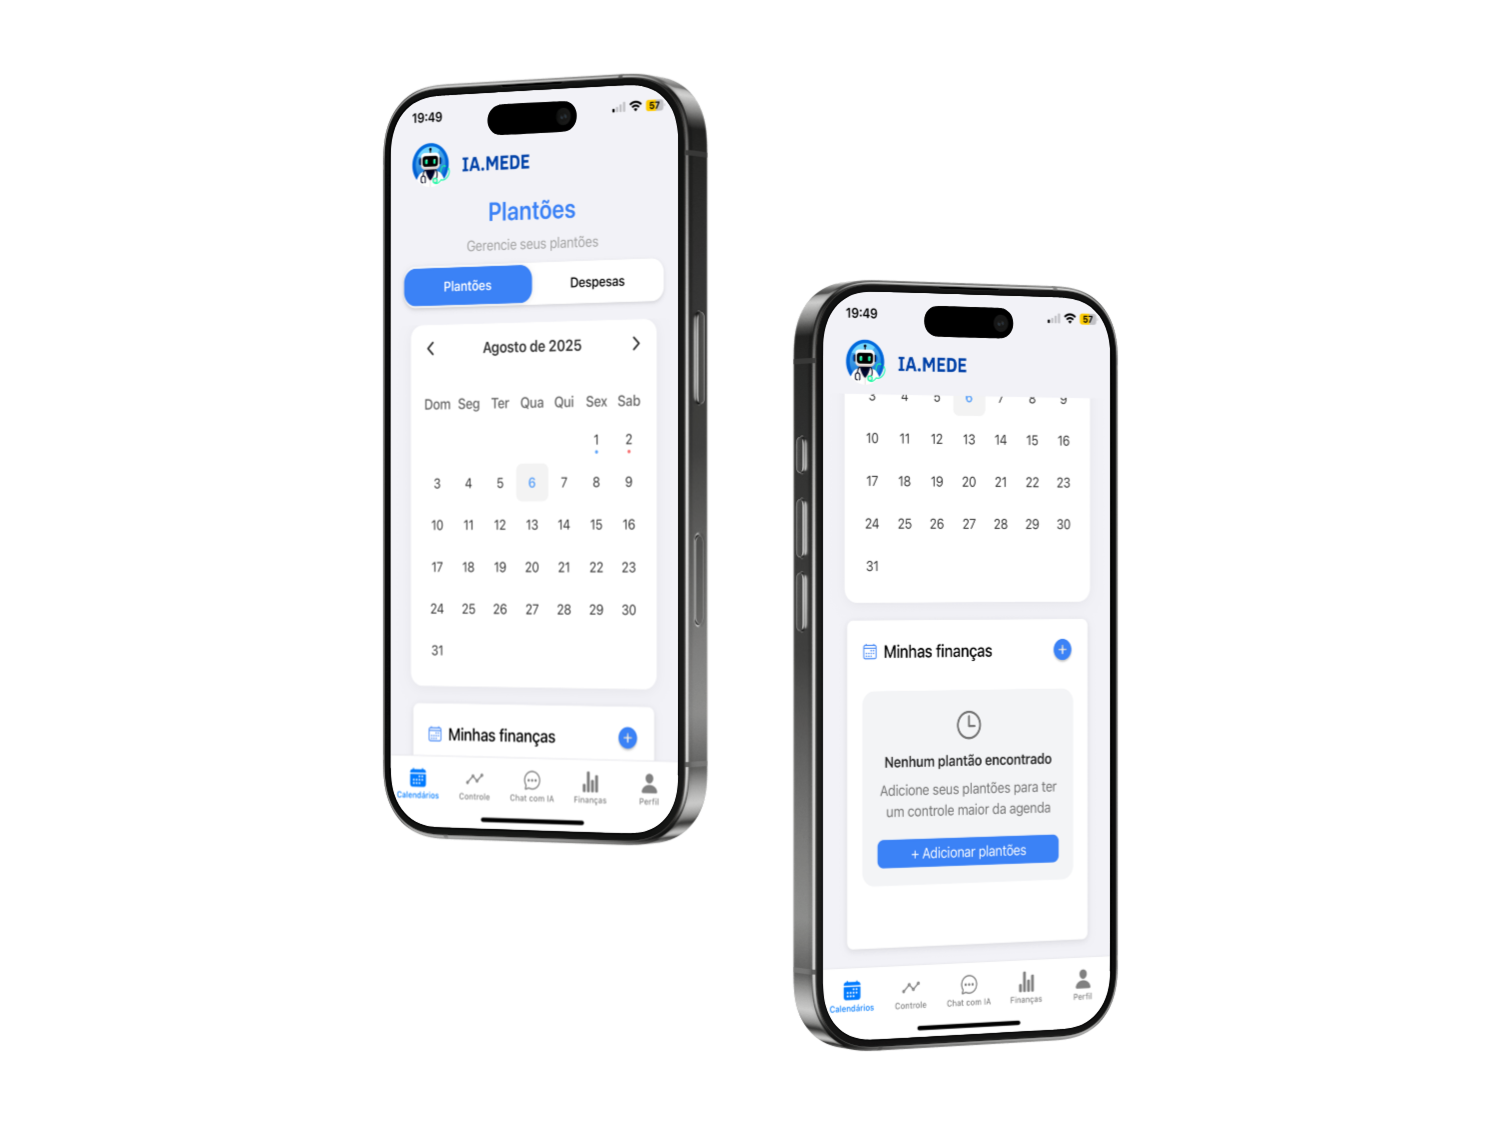 19:49
57
IA.MEDE
Plantões
Gerencie seus plantões
Plantões Despesas
Agosto de 2025
Dom Seg Ter Qua Qui Sex Sab
1 2
3 4 5 6 7 8 9
10 11 12 13 14 15 16
17 18 19 20 21 22 23
24 25 26 27 28 29 30
31
Minhas finanças
+
Calendários Controle Chat com IA Finanças Perfil
19:49
57
IA.MEDE
3 4 5 6 7 8 9
10 11 12 13 14 15 16
17 18 19 20 21 22 23
24 25 26 27 28 29 30
31
Minhas finanças
+
Nenhum plantão encontrado
Adicione seus plantões para ter
um controle maior da agenda
+ Adicionar plantões
Calendários Controle Chat com IA Finanças Perfil